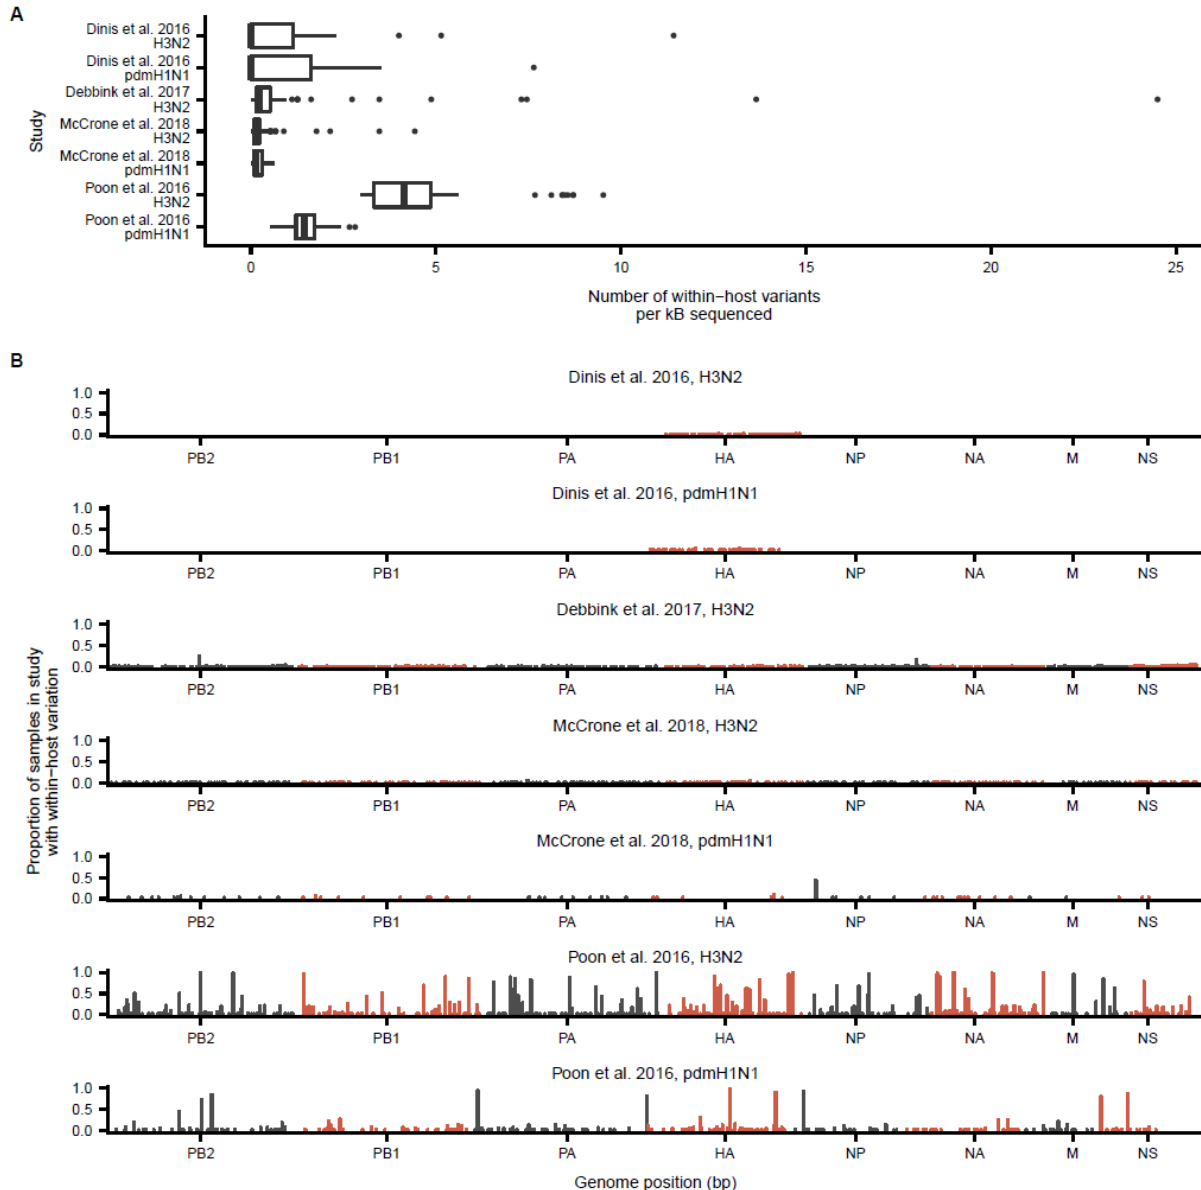 A
Dinis et al. 2016
H3N2
Dinis et al. 2016
pdmH1N1
Debbink et al. 2017
H3N2
McCrone et al. 2018
H3N2
McCrone et al. 2018
pdmH1N1
Poon et al. 2016
H3N2
Poon et al. 2016
pdmH1N1
Study
0 5 10 15 20 25
Number of within−host variants
per kB sequenced
B
Proportion of samples in study
with within−host variation
Dinis et al. 2016, H3N2
1.0
0.5
0.0
PB2 PB1 PA HA NP NA M NS
Dinis et al. 2016, pdmH1N1
1.0
0.5
0.0
PB2 PB1 PA HA NP NA M NS
Debbink et al. 2017, H3N2
1.0
0.5
0.0
PB2 PB1 PA HA NP NA M NS
McCrone et al. 2018, H3N2
1.0
0.5
0.0
PB2 PB1 PA HA NP NA M NS
McCrone et al. 2018, pdmH1N1
1.0
0.5
0.0
PB2 PB1 PA HA NP NA M NS
Poon et al. 2016, H3N2
1.0
0.5
0.0
PB2 PB1 PA HA NP NA M NS
Poon et al. 2016, pdmH1N1
1.0
0.5
0.0
PB2 PB1 PA HA NP NA M NS
Genome position (bp)